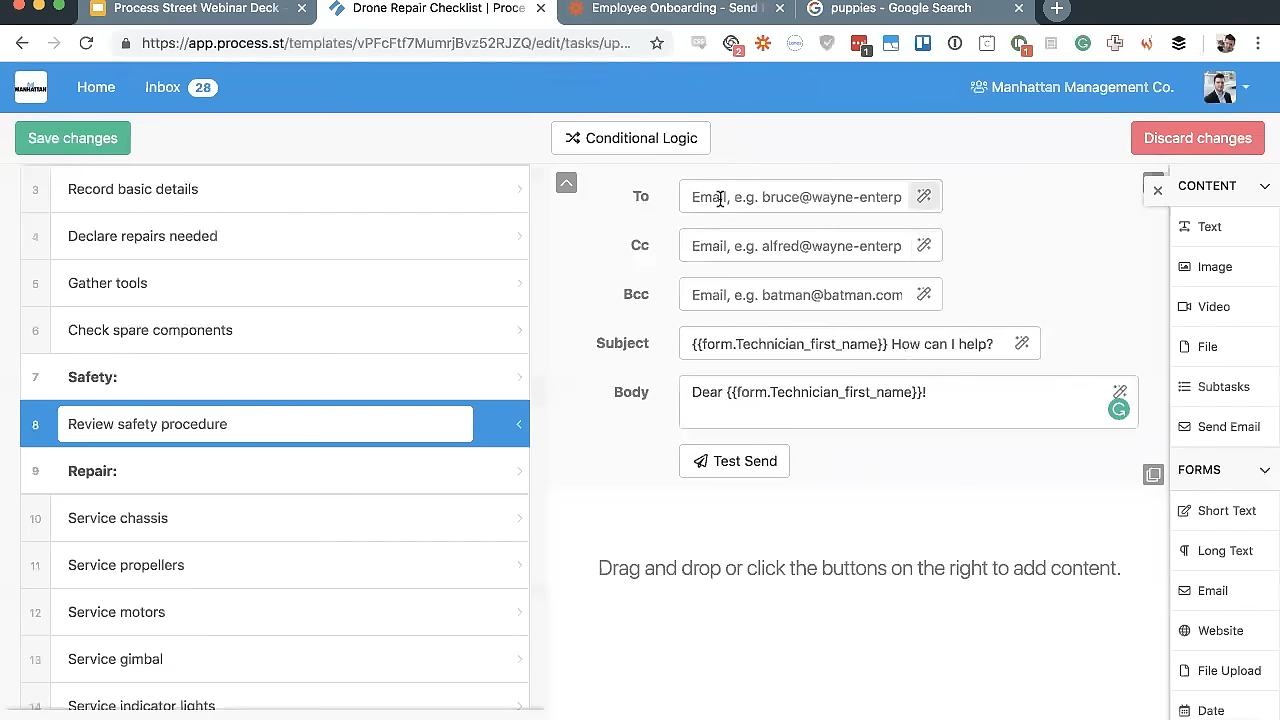 Process Street Webinar Deck -
Drone Repair Checklist | Proce
Employee Onboarding - Send I
puppies - Google Search
https://app.process.st/templates/vPFcFtf7MumrjBvz52RJZQ/edit/tasks/up...
2
1
1
MANHATTAN
Home
Inbox 28
Manhattan Management Co.
Save changes
Conditional Logic
Discard changes
3 Record basic details
4 Declare repairs needed
5 Gather tools
6 Check spare components
7 Safety:
8 Review safety procedure
9 Repair:
10 Service chassis
11 Service propellers
12 Service motors
13 Service gimbal
14 Service indicator lights
To Email, e.g. bruce@wayne-enterp
Cc Email, e.g. alfred@wayne-enterp
Bcc Email, e.g. batman@batman.com
Subject {{form.Technician_first_name}} How can I help?
Body Dear {{form.Technician_first_name}}!
Test Send
Drag and drop or click the buttons on the right to add content.
CONTENT
Text
Image
Video
File
Subtasks
Send Email
FORMS
Short Text
Long Text
Email
Website
File Upload
Date